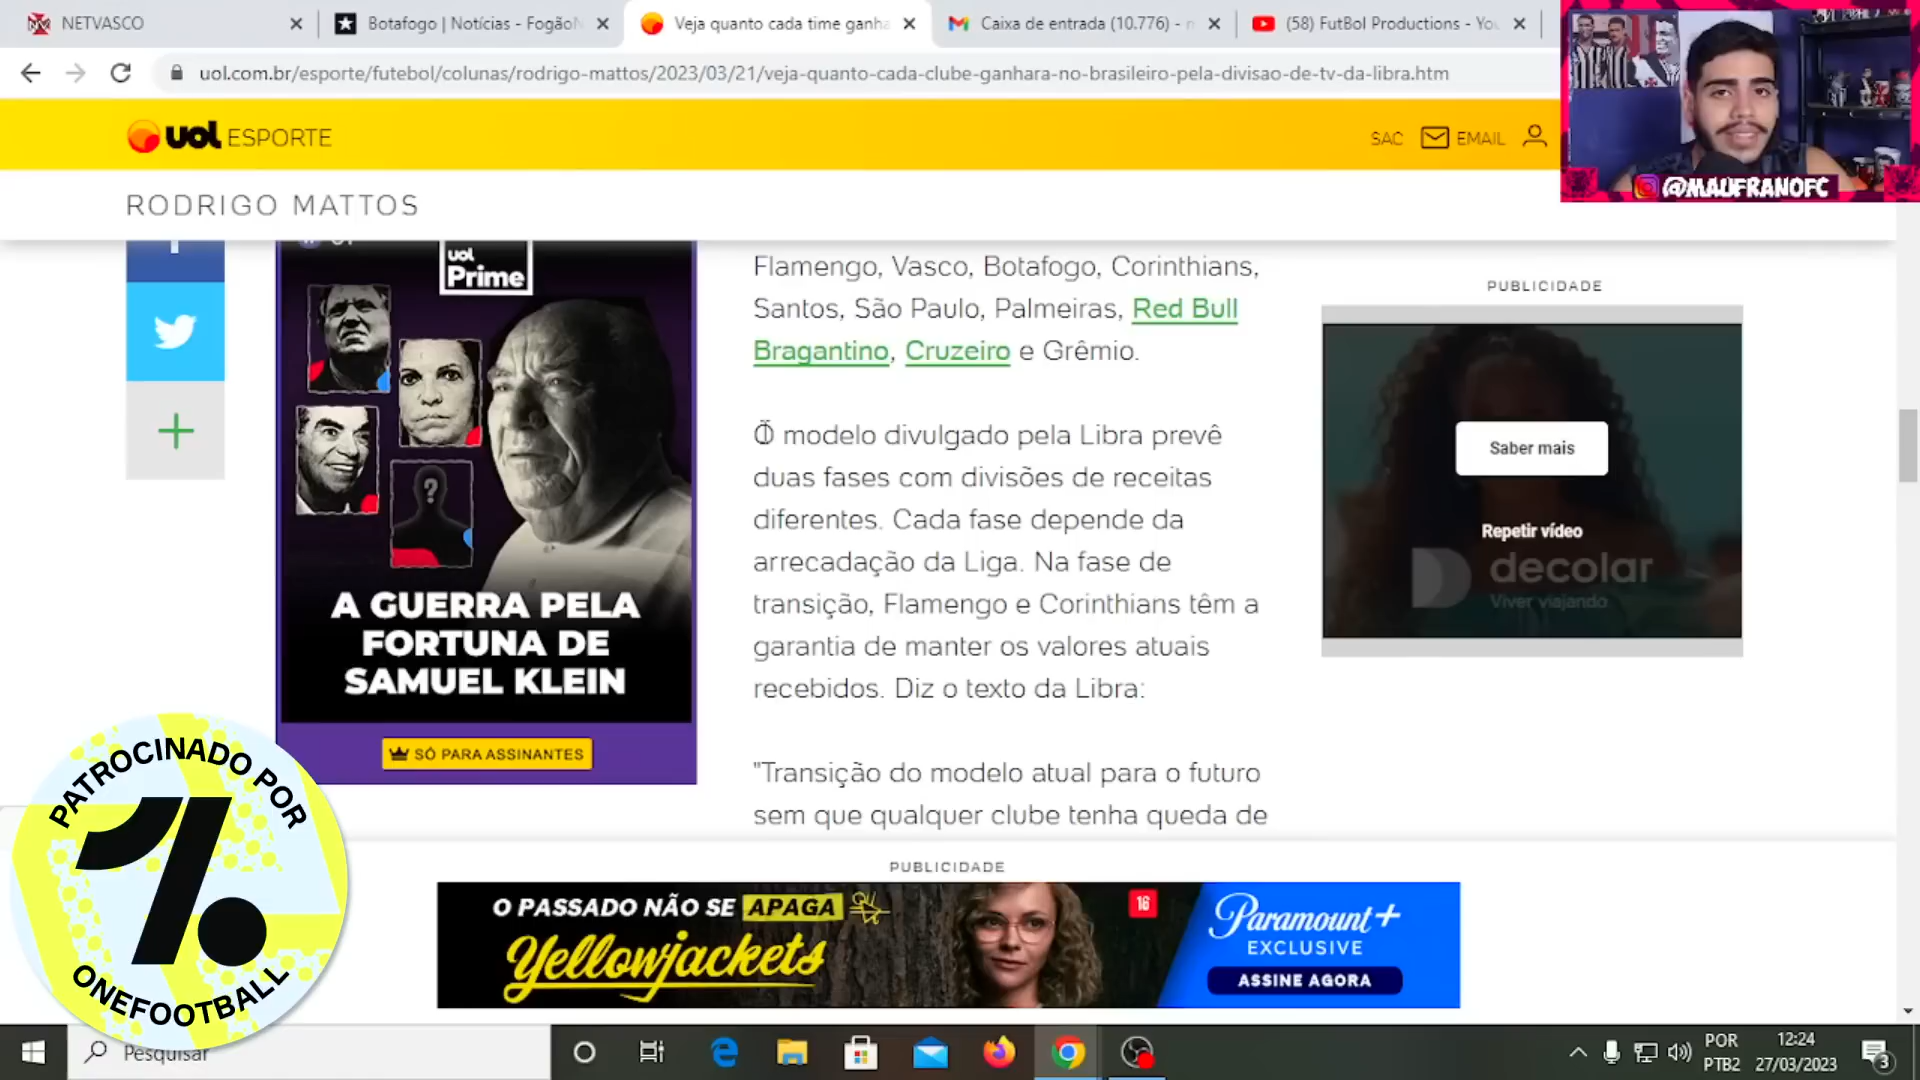 NETVASCO
Botafogo | Notícias - Fogão
Veja quanto cada time ganha
Caixa de entrada (10.776) -
(58) FutBol Productions - You
uol.com.br/esporte/futebol/colunas/rodrigo-mattos/2023/03/21/veja-quanto-cada-clube-ganhara-no-brasileiro-pela-divisao-de-tv-da-libra.htm
uol ESPORTE
SAC
EMAIL
@MAUFRANOFC
RODRIGO MATTOS
uol
Prime
Flamengo, Vasco, Botafogo, Corinthians,
Santos, São Paulo, Palmeiras, Red Bull
Bragantino, Cruzeiro e Grêmio.
O modelo divulgado pela Libra prevê
duas fases com divisões de receitas
diferentes. Cada fase depende da
arrecadação da Liga. Na fase de
transição, Flamengo e Corinthians têm a
garantia de manter os valores atuais
recebidos. Diz o texto da Libra:
"Transição do modelo atual para o futuro
sem que qualquer clube tenha queda de
?
A GUERRA PELA
FORTUNA DE
SAMUEL KLEIN
SÓ PARA ASSINANTES
PUBLICIDADE
Saber mais
Repetir vídeo
decolar
Viver viajando
PATROCINADO POR
ONEFOOTBALL
PUBLICIDADE
O PASSADO NÃO SE APAGA
Yellowjackets
16
Paramount+
EXCLUSIVE
ASSINE AGORA
Pesquisar
POR
PTB2
12:24
27/03/2023
3